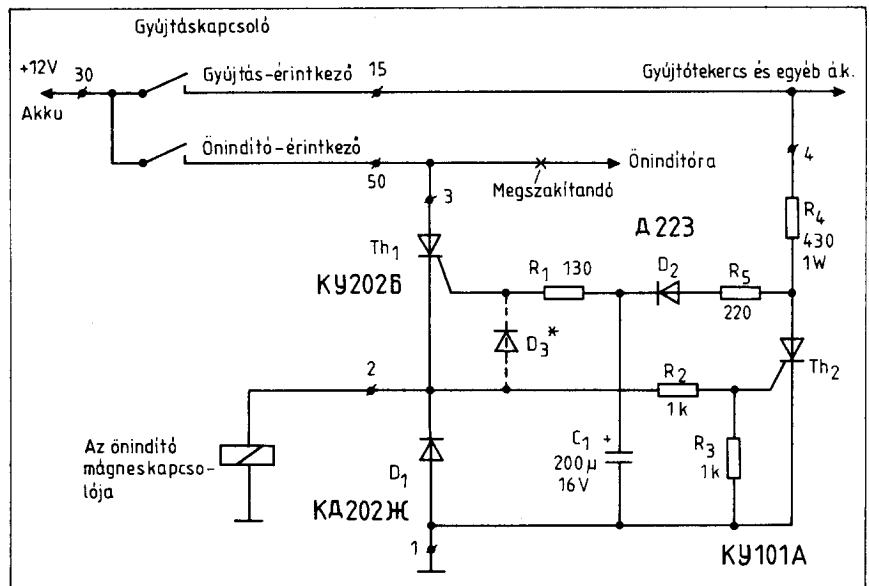 Gyújtáskapcsoló
+12V
30
Akku
Gyújtás-érintkező
15
Gyújtótekercs és egyéb á.k.
Önindító-érintkező
50
Önindítóra
Megszakítandó
3
4
Th1
КУ202Б
Д 223
R4
430
1W
R1 130
D2
R5
220
D3*
Th2
2
R2
1k
Az önindító
mágneskapcso-
lója
D1
КД202Ж
C1 +
200µ
16V
R3
1k
1
КУ101А